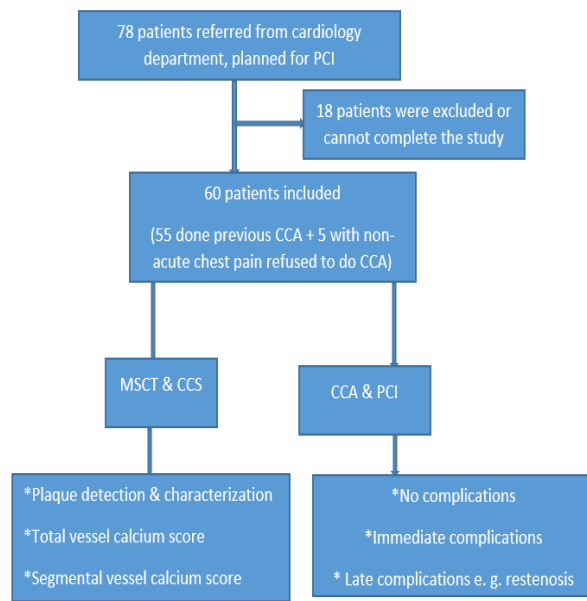 78 patients referred from cardiology
department, planned for PCI
18 patients were excluded or
cannot complete the study
60 patients included
(55 done previous CCA + 5 with non-
acute chest pain refused to do CCA)
MSCT & CCS
CCA & PCI
*Plaque detection & characterization
*Total vessel calcium score
*Segmental vessel calcium score
*No complications
*Immediate complications
* Late complications e. g. restenosis